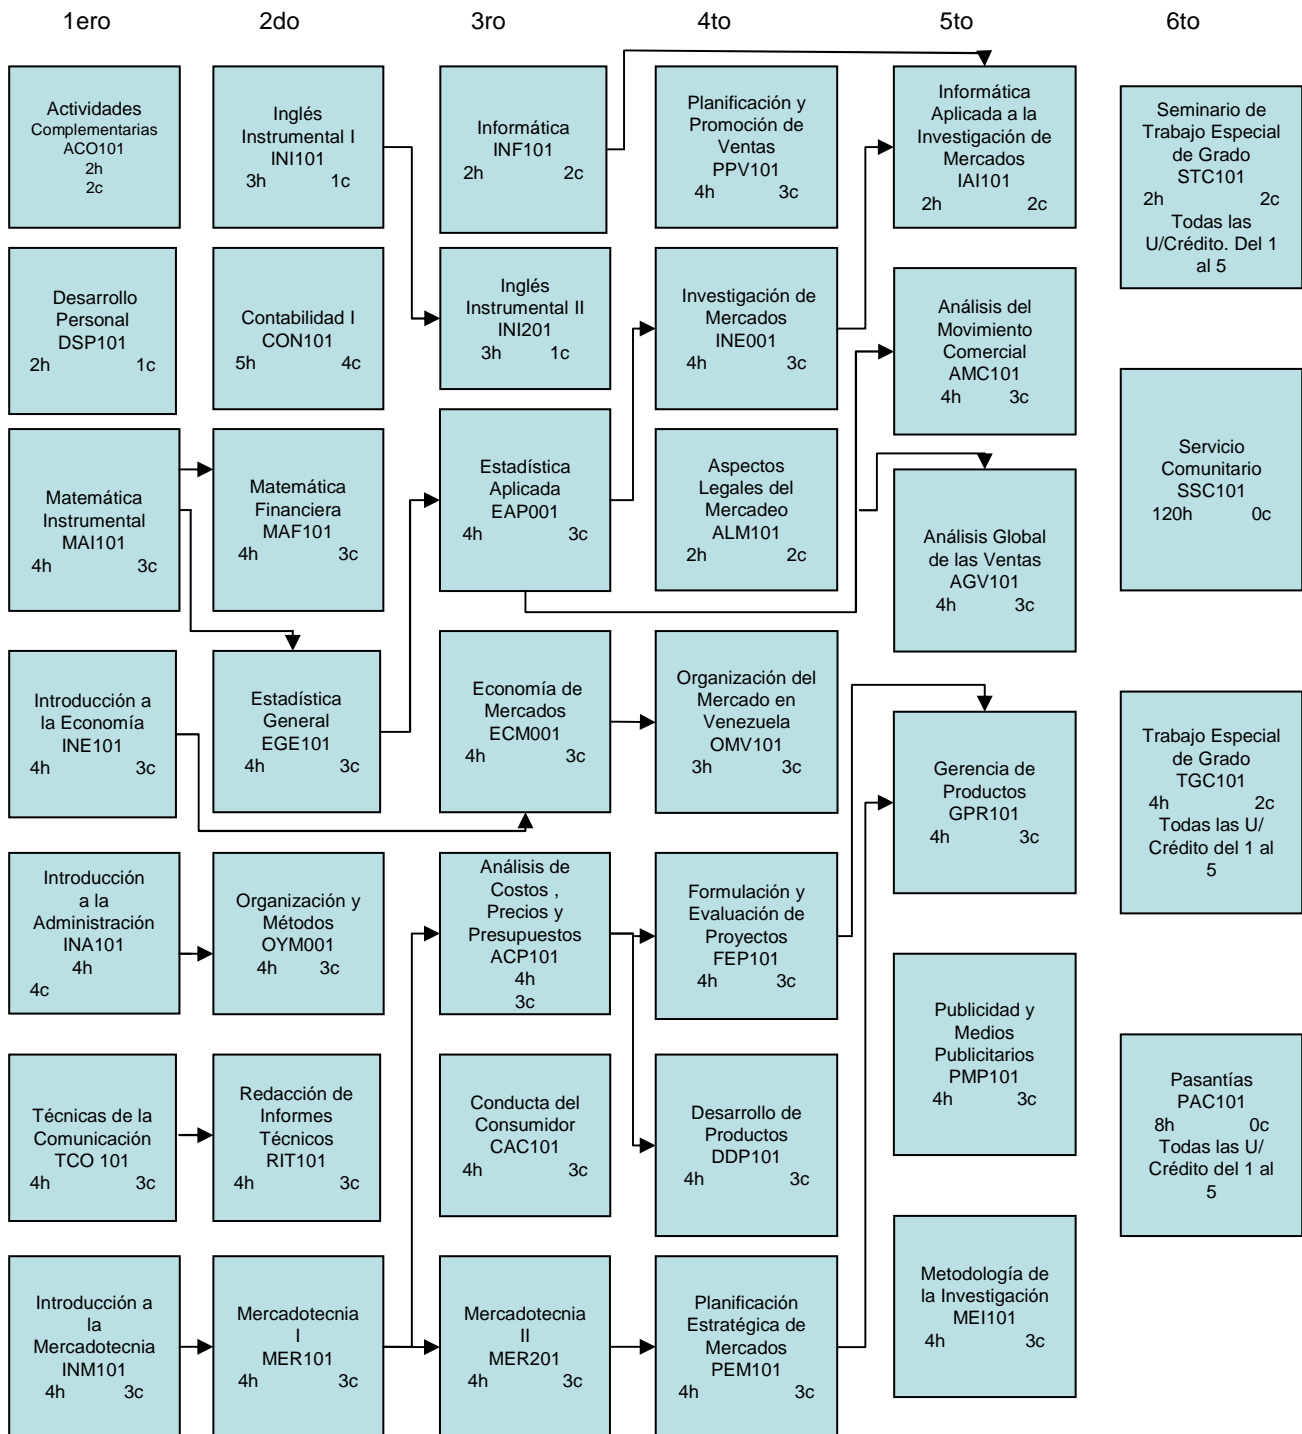 1ero 2do 3ro 4to 5to 6to
Actividades
Complementarias
ACO101
2h
2c
Desarrollo
Personal
DSP101
2h 1c
Matemática
Instrumental
MAI101
4h 3c
Introducción a
la Economía
INE101
4h 3c
Introducción
a la
Administración
INA101
4h
4c
Técnicas de la
Comunicación
TCO 101
4h 3c
Introducción a
la
Mercadotecnia
INM101
4h 3c
Inglés
Instrumental I
INI101
3h 1c
Contabilidad I
CON101
5h 4c
Matemática
Financiera
MAF101
4h 3c
Estadística
General
EGE101
4h 3c
Organización y
Métodos
OYM001
4h 3c
Redacción de
Informes
Técnicos
RIT101
4h 3c
Mercadotecnia
I
MER101
4h 3c
Informática
INF101
2h 2c
Inglés
Instrumental II
INI201
3h 1c
Estadística
Aplicada
EAP001
4h 3c
Economía de
Mercados
ECM001
4h 3c
Análisis de
Costos ,
Precios y
Presupuestos
ACP101
4h
3c
Conducta del
Consumidor
CAC101
4h 3c
Mercadotecnia
II
MER201
4h 3c
Planificación y
Promoción de
Ventas
PPV101
4h 3c
Investigación de
Mercados
INE001
4h 3c
Aspectos
Legales del
Mercadeo
ALM101
2h 2c
Organización del
Mercado en
Venezuela
OMV101
3h 3c
Formulación y
Evaluación de
Proyectos
FEP101
4h 3c
Desarrollo de
Productos
DDP101
4h 3c
Planificación
Estratégica de
Mercados
PEM101
4h 3c
Informática
Aplicada a la
Investigación de
Mercados
IAI101
2h 2c
Análisis del
Movimiento
Comercial
AMC101
4h 3c
Análisis Global
de las Ventas
AGV101
4h 3c
Gerencia de
Productos
GPR101
4h 3c
Publicidad y
Medios
Publicitarios
PMP101
4h 3c
Metodología de
la Investigación
MEI101
4h 3c
Seminario de
Trabajo Especial
de Grado
STC101
2h 2c
Todas las
U/Crédito. Del 1
al 5
Servicio
Comunitario
SSC101
120h 0c
Trabajo Especial
de Grado
TGC101
4h 2c
Todas las U/
Crédito del 1 al
5
Pasantías
PAC101
8h 0c
Todas las U/
Crédito del 1 al
5